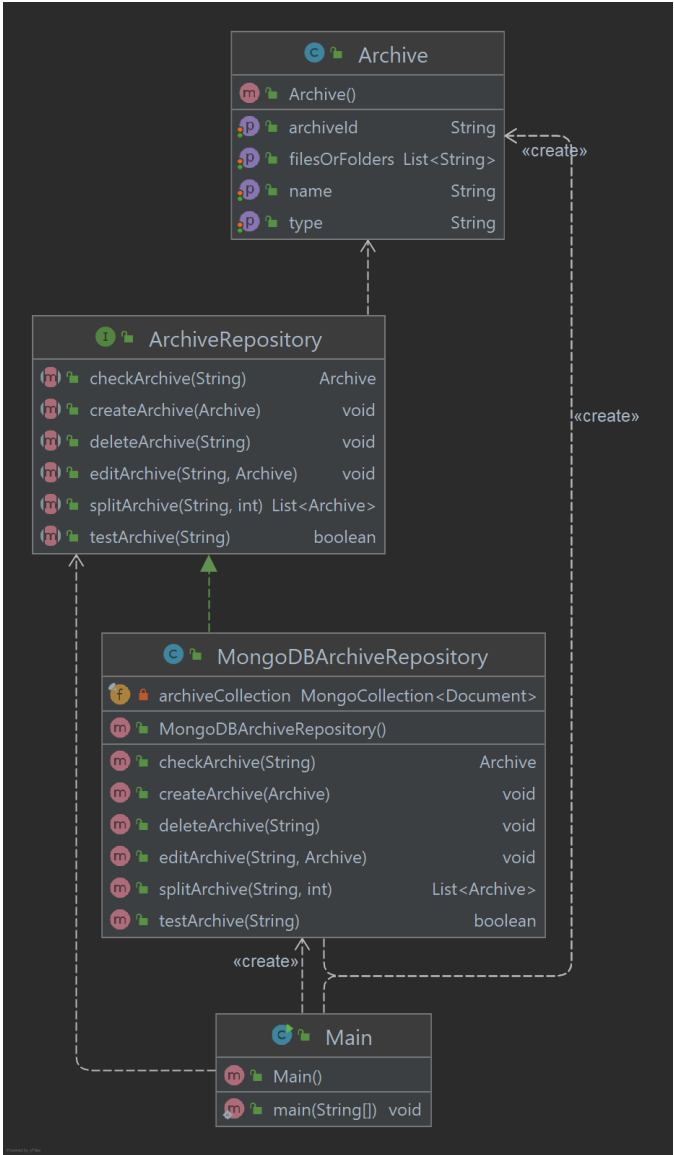 Archive
Archive()
archiveId String
filesOrFolders List<String>
name String
type String
«create»
ArchiveRepository
checkArchive(String) Archive
createArchive(Archive) void
deleteArchive(String) void
editArchive(String, Archive) void
splitArchive(String, int) List<Archive>
testArchive(String) boolean
«create»
MongoDBArchiveRepository
archiveCollection MongoCollection<Document>
MongoDBArchiveRepository()
checkArchive(String) Archive
createArchive(Archive) void
deleteArchive(String) void
editArchive(String, Archive) void
splitArchive(String, int) List<Archive>
testArchive(String) boolean
«create»
Main
Main()
main(String[]) void